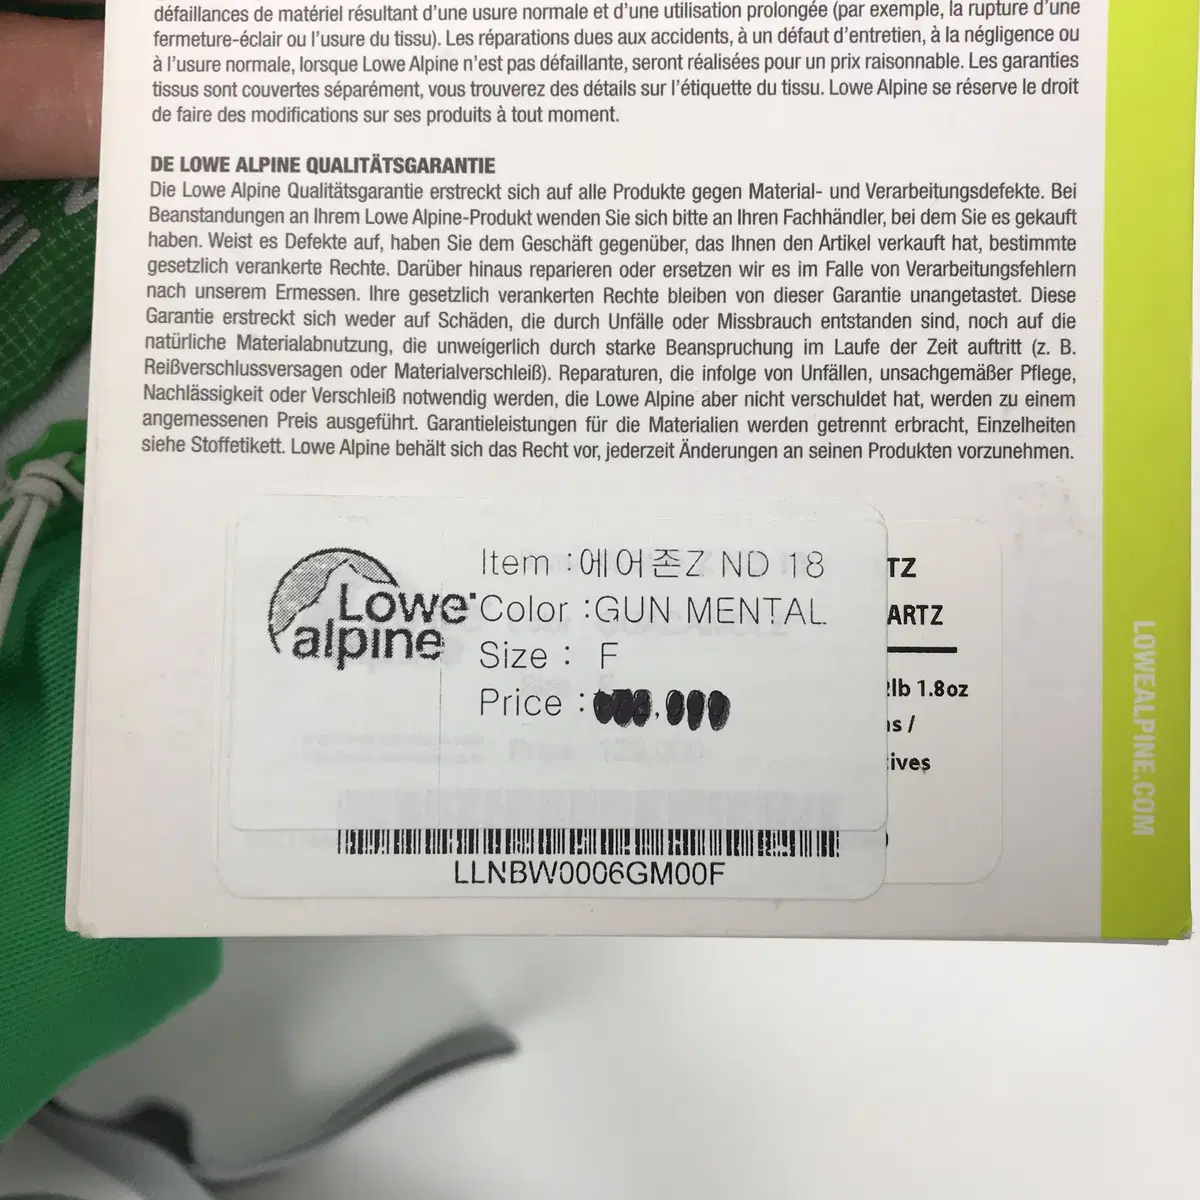 défaillances de matériel résultant d'une usure normale et d'une utilisation prolongée (par exemple, la rupture d'une
fermeture-éclair ou l'usure du tissu). Les réparations dues aux accidents, à un défaut d'entretien, à la négligence ou
à l'usure normale, lorsque Lowe Alpine n'est pas défaillante, seront réalisées pour un prix raisonnable. Les garanties
tissus sont couvertes séparément, vous trouverez des détails sur l'étiquette du tissu. Lowe Alpine se réserve le droit
de faire des modifications sur ses produits à tout moment.
DE LOWE ALPINE QUALITÄTSGARANTIE
Die Lowe Alpine Qualitätsgarantie erstreckt sich auf alle Produkte gegen Material- und Verarbeitungsdefekte. Bei
Beanstandungen an Ihrem Lowe Alpine-Produkt wenden Sie sich bitte an Ihren Fachhändler, bei dem Sie es gekauft
haben. Weist es Defekte auf, haben Sie dem Geschäft gegenüber, das Ihnen den Artikel verkauft hat, bestimmte
gesetzlich verankerte Rechte. Darüber hinaus reparieren oder ersetzen wir es im Falle von Verarbeitungsfehlern
nach unserem Ermessen. Ihre gesetzlich verankerten Rechte bleiben von dieser Garantie unangetastet. Diese
Garantie erstreckt sich weder auf Schäden, die durch Unfälle oder Missbrauch entstanden sind, noch auf die
natürliche Materialabnutzung, die unweigerlich durch starke Beanspruchung im Laufe der Zeit auftritt (z. B.
Reißverschlussversagen oder Materialverschleiß). Reparaturen, die infolge von Unfällen, unsachgemäßer Pflege,
Nachlässigkeit oder Verschleiß notwendig werden, die Lowe Alpine aber nicht verschuldet hat, werden zu einem
angemessenen Preis ausgeführt. Garantieleistungen für die Materialien werden getrennt erbracht, Einzelheiten
siehe Stoffetikett. Lowe Alpine behält sich das Recht vor, jederzeit Änderungen an seinen Produkten vorzunehmen.
Lowe
alpine
Item :에어존Z ND 18
Color :GUN MENTAL
Size : F
Price :
LLNBW0006GM00F
TZ
ARTZ
lb 1.8oz
s /
ives
LOWEALPINE.COM